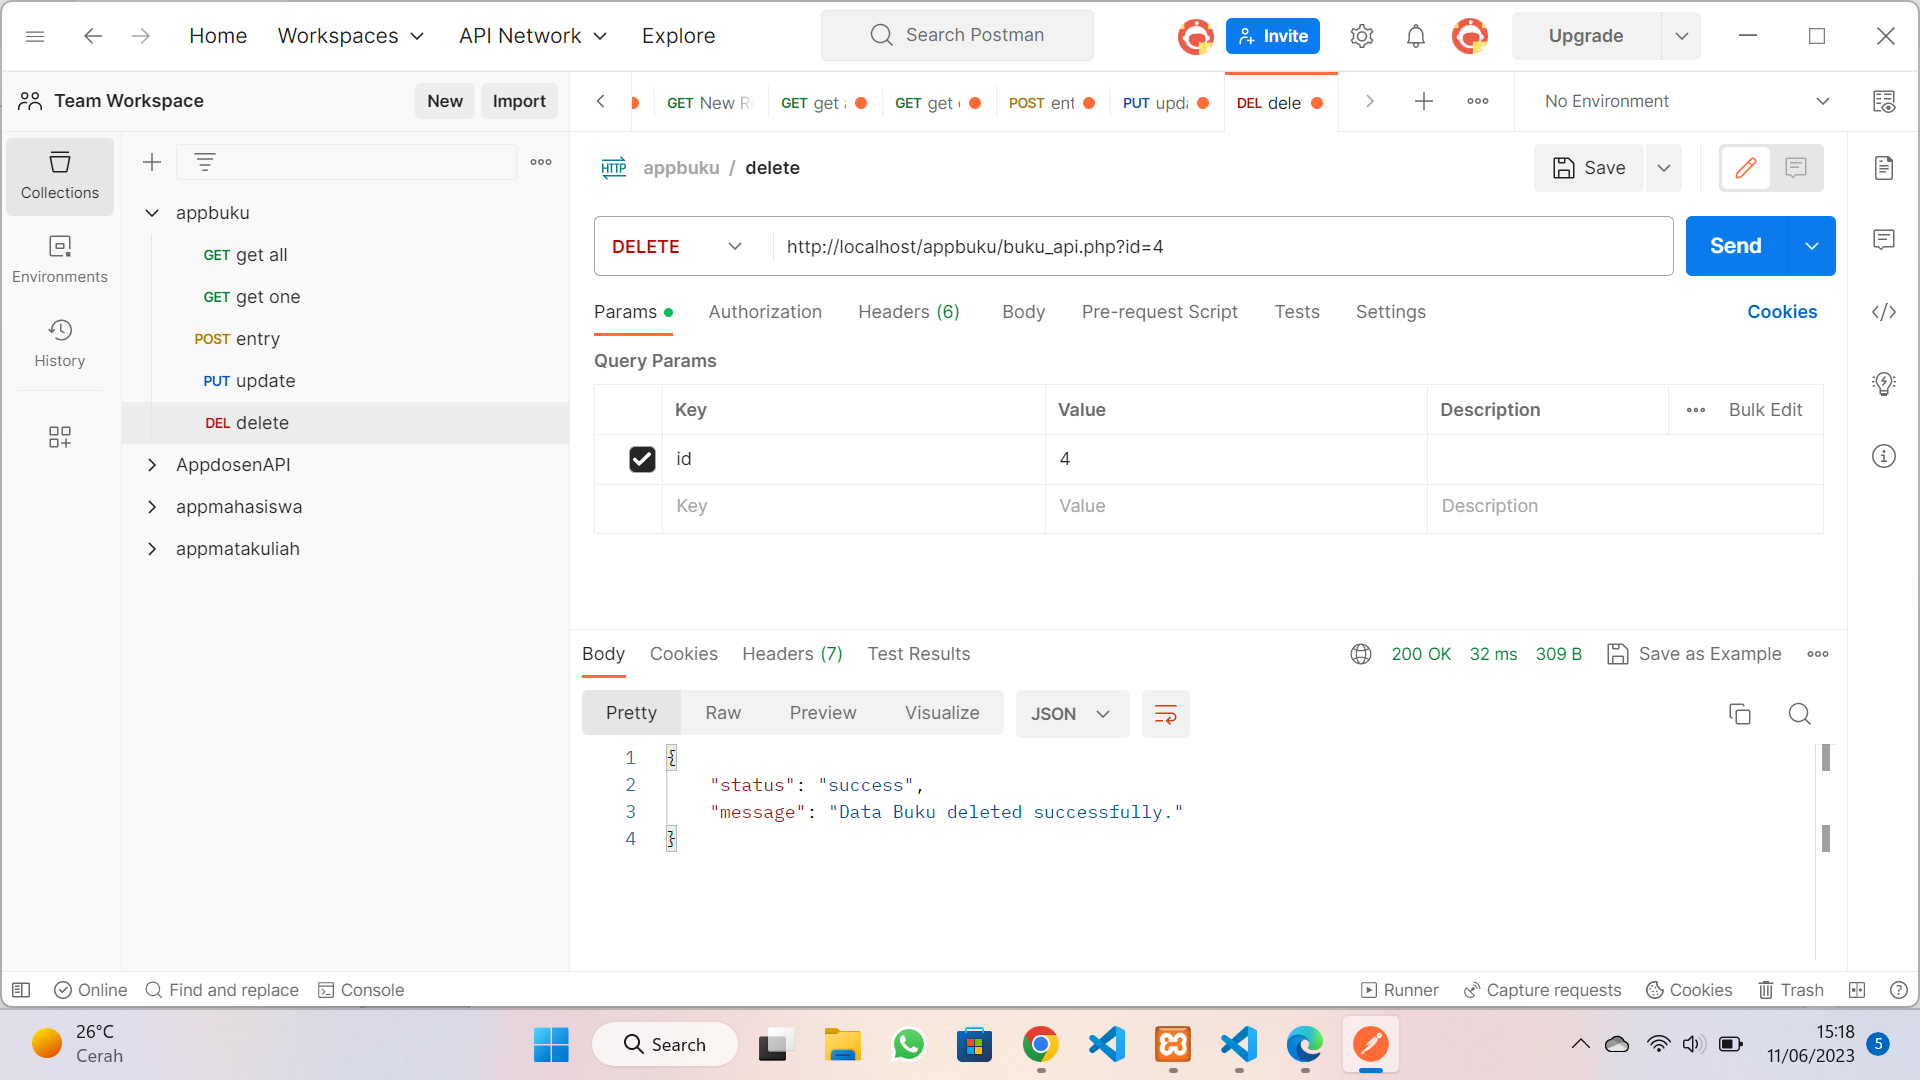 Home
Workspaces
API Network
Explore
Search Postman
Invite
Upgrade
Team Workspace
New
Import
GET New R
GET get
GET get
POST ent
PUT upd
DEL dele
No Environment
Collections
Environments
History
appbuku
GET get all
GET get one
POST entry
PUT update
DEL delete
AppdosenAPI
appmahasiswa
appmatakuliah
HTTP appbuku / delete
Save
DELETE
http://localhost/appbuku/buku_api.php?id=4
Send
Params
Authorization
Headers (6)
Body
Pre-request Script
Tests
Settings
Cookies
Query Params
Key Value Description Bulk Edit
id 4
Key Value Description
Body
Cookies
Headers (7)
Test Results
200 OK 32 ms 309 B
Save as Example
Pretty
Raw
Preview
Visualize
JSON
1 {
2 "status": "success",
3 "message": "Data Buku deleted successfully."
4 }
Online
Find and replace
Console
Runner
Capture requests
Cookies
Trash
26°C
Cerah
Search
15:18
11/06/2023
5